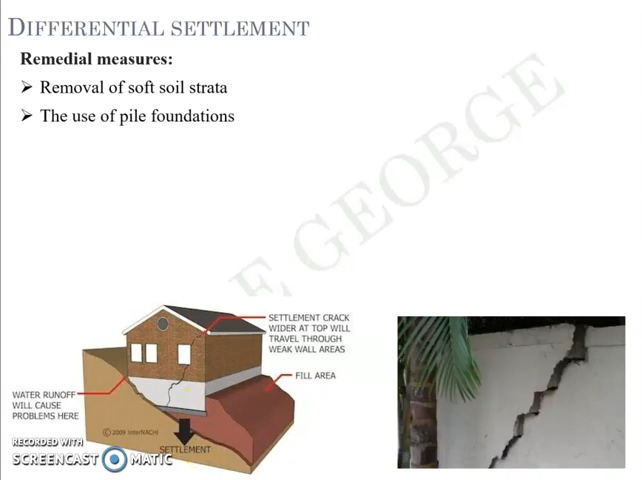 DIFFERENTIAL SETTLEMENT
Remedial measures:
➢ Removal of soft soil strata
➢ The use of pile foundations
E GEORGE
SETTLEMENT CRACK
WIDER AT TOP WILL
TRAVEL THROUGH
WEAK WALL AREAS
FILL AREA
WATER RUNOFF
WILL CAUSE
PROBLEMS HERE
©2009 InterNACHI
SETTLEMENT
RECORDED WITH
SCREENCAST MATIC